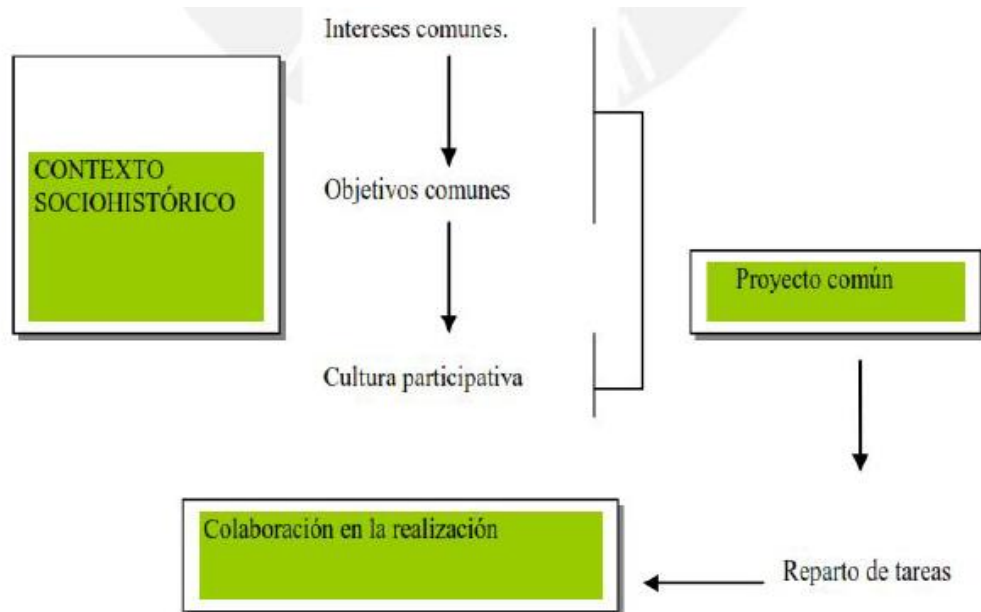 Intereses comunes.
CONTEXTO
SOCIOHISTÓRICO
Objetivos comunes
Cultura participativa
Proyecto común
Reparto de tareas
Colaboración en la realización